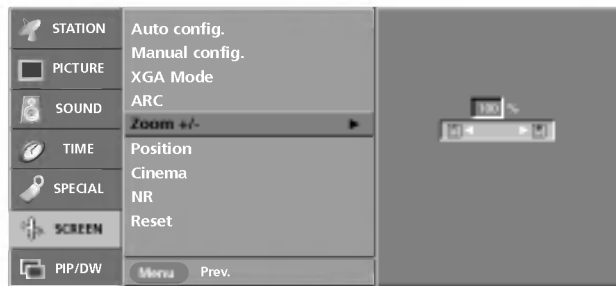 STATION
PICTURE
SOUND
TIME
SPECIAL
SCREEN
PIP/DW
Auto config.
Manual config.
XGA Mode
ARC
Zoom +/-
Position
Cinema
NR
Reset
Menu Prev.
100 %